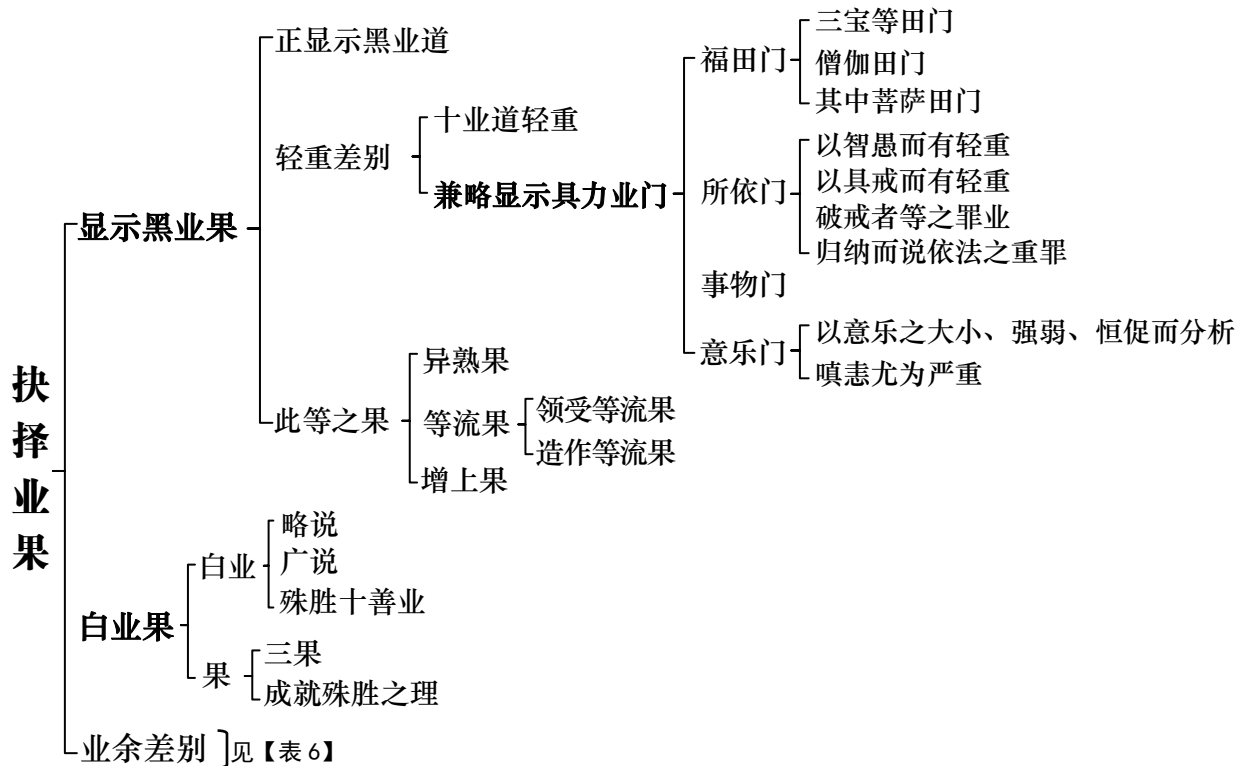 抉择业果
显示黑业果
正显示黑业道
轻重差别
十业道轻重
兼略显示具力业门
福田门
三宝等田门
僧伽田门
其中菩萨田门
所依门
以智愚而有轻重
以具戒而有轻重
破戒者等之罪业
归纳而说依法之重罪
事物门
意乐门
以意乐之大小、强弱、恒促而分析
嗔恚尤为严重
此等之果
异熟果
等流果
领受等流果
造作等流果
增上果
白业果
白业
略说
广说
殊胜十善业
果
三果
成就殊胜之理
业余差别
见【表6】